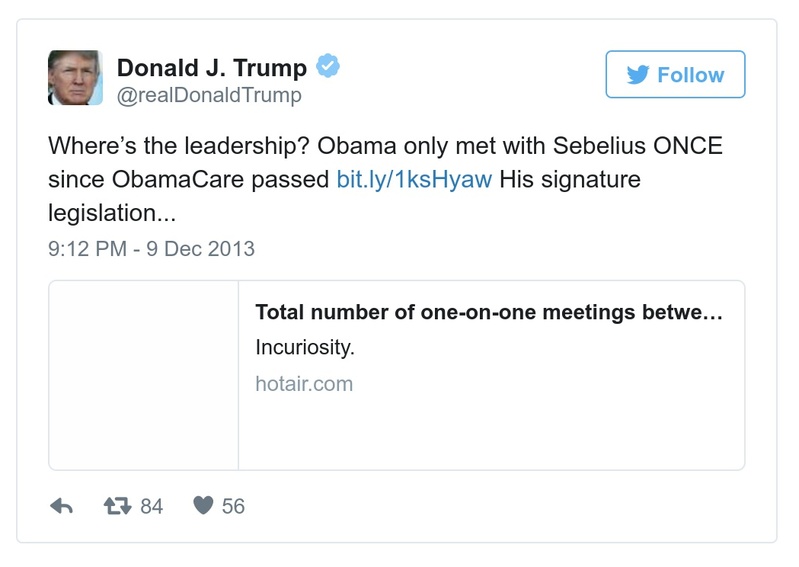 Donald J. Trump
@realDonaldTrump
Follow
Where’s the leadership? Obama only met with Sebelius ONCE
since ObamaCare passed bit.ly/1ksHyaw His signature
legislation...
9:12 PM - 9 Dec 2013
Total number of one-on-one meetings betwe...
Incuriosity.
hotair.com
84 56